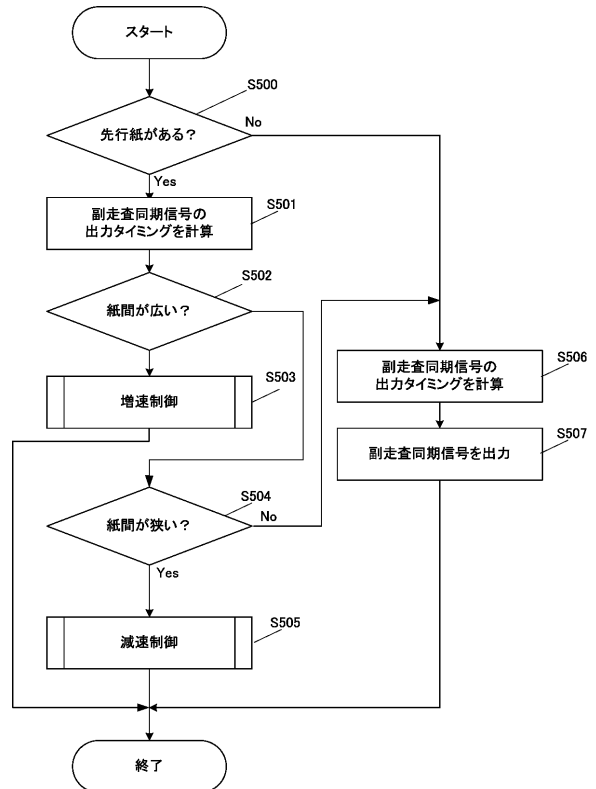 スタート
S500
先行紙がある？
No
Yes
S501
副走査同期信号の
出力タイミングを計算
S502
紙間が広い？
S503
増速制御
S506
副走査同期信号の
出力タイミングを計算
S507
副走査同期信号を出力
S504
紙間が狭い？
No
Yes
S505
減速制御
終了